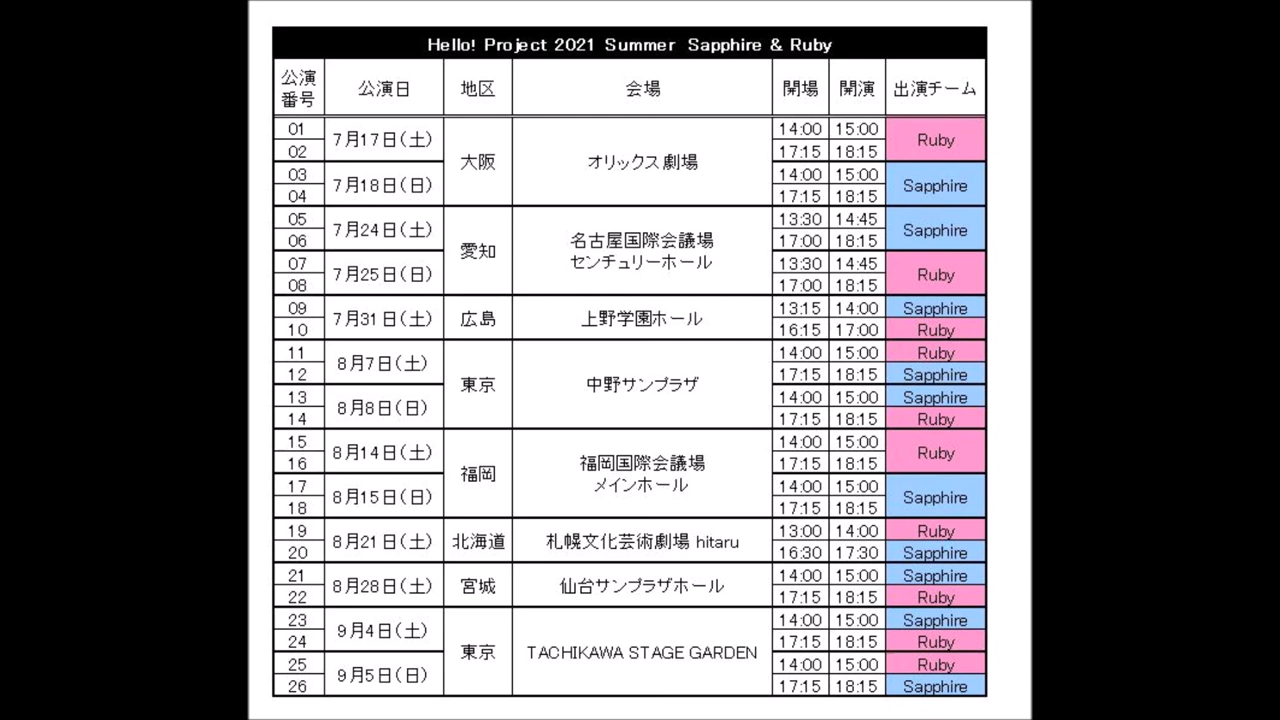 Hello! Project 2021 Summer Sapphire & Ruby
公演番号 公演日 地区 会場 開場 開演 出演チーム
01 7月17日(土) 大阪 オリックス劇場 14:00 15:00 Ruby
02 17:15 18:15
03 7月18日(日) 14:00 15:00 Sapphire
04 17:15 18:15
05 7月24日(土) 愛知 名古屋国際会議場 センチュリーホール 13:30 14:45 Sapphire
06 17:00 18:15
07 7月25日(日) 13:30 14:45 Ruby
08 17:00 18:15
09 7月31日(土) 広島 上野学園ホール 13:15 14:00 Sapphire
10 16:15 17:00 Ruby
11 8月7日(土) 東京 中野サンプラザ 14:00 15:00 Ruby
12 17:15 18:15 Sapphire
13 8月8日(日) 14:00 15:00 Sapphire
14 17:15 18:15 Ruby
15 8月14日(土) 福岡 福岡国際会議場 メインホール 14:00 15:00 Ruby
16 17:15 18:15
17 8月15日(日) 14:00 15:00 Sapphire
18 17:15 18:15
19 8月21日(土) 北海道 札幌文化芸術劇場 hitaru 13:00 14:00 Ruby
20 16:30 17:30 Sapphire
21 8月28日(土) 宮城 仙台サンプラザホール 14:00 15:00 Sapphire
22 17:15 18:15 Ruby
23 9月4日(土) 東京 TACHIKAWA STAGE GARDEN 14:00 15:00 Sapphire
24 17:15 18:15 Ruby
25 9月5日(日) 14:00 15:00 Ruby
26 17:15 18:15 Sapphire